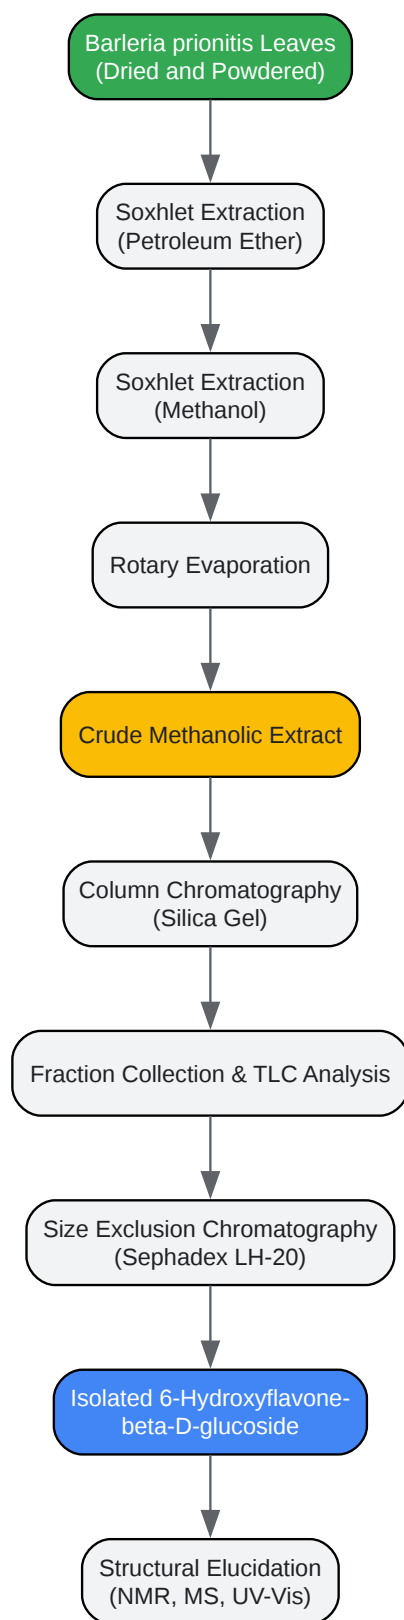 Barleria prionitis Leaves
(Dried and Powdered)
Soxhlet Extraction
(Petroleum Ether)
Soxhlet Extraction
(Methanol)
Rotary Evaporation
Crude Methanolic Extract
Column Chromatography
(Silica Gel)
Fraction Collection & TLC Analysis
Size Exclusion Chromatography
(Sephadex LH-20)
Isolated 6-Hydroxyflavone-
beta-D-glucoside
Structural Elucidation
(NMR, MS, UV-Vis)